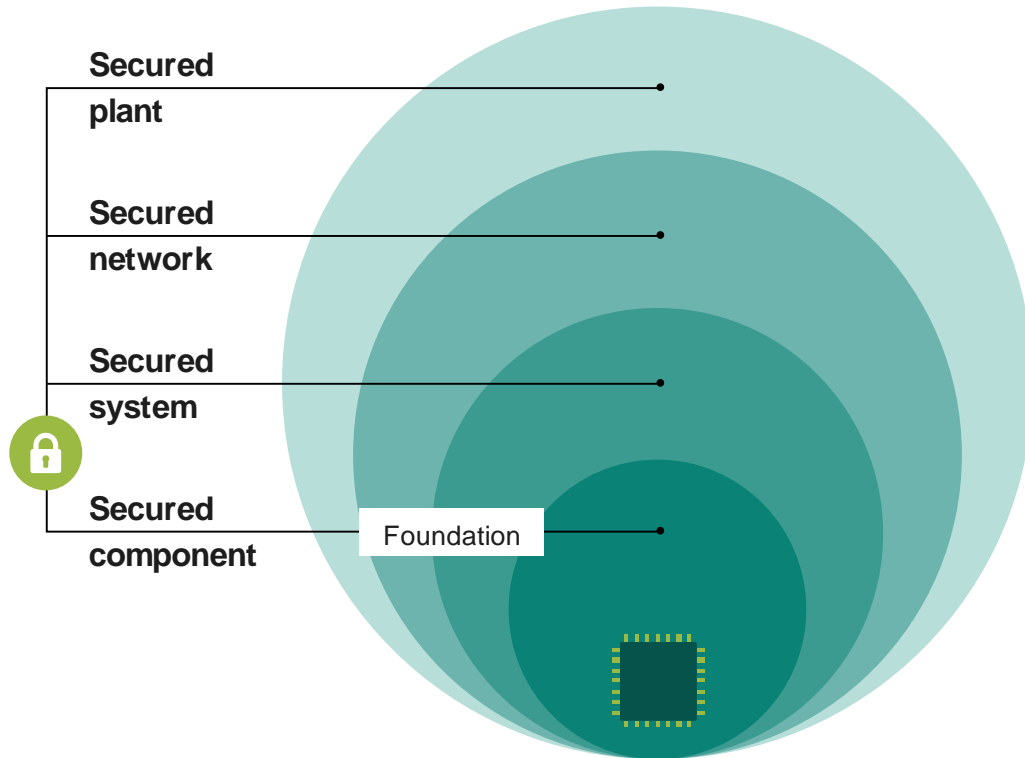 Secured
plant
Secured
network
Secured
system
Secured
component
Foundation